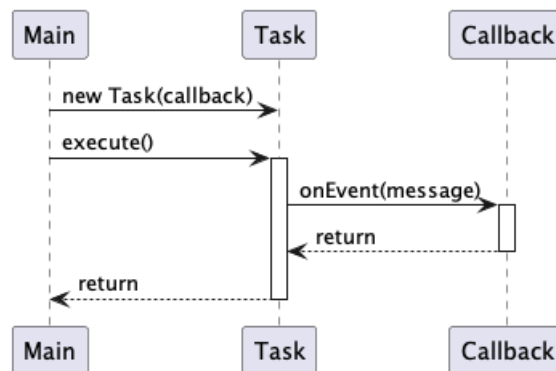 Main Task Callback
new Task(callback)
execute()
onEvent(message)
return
return
Main Task Callback